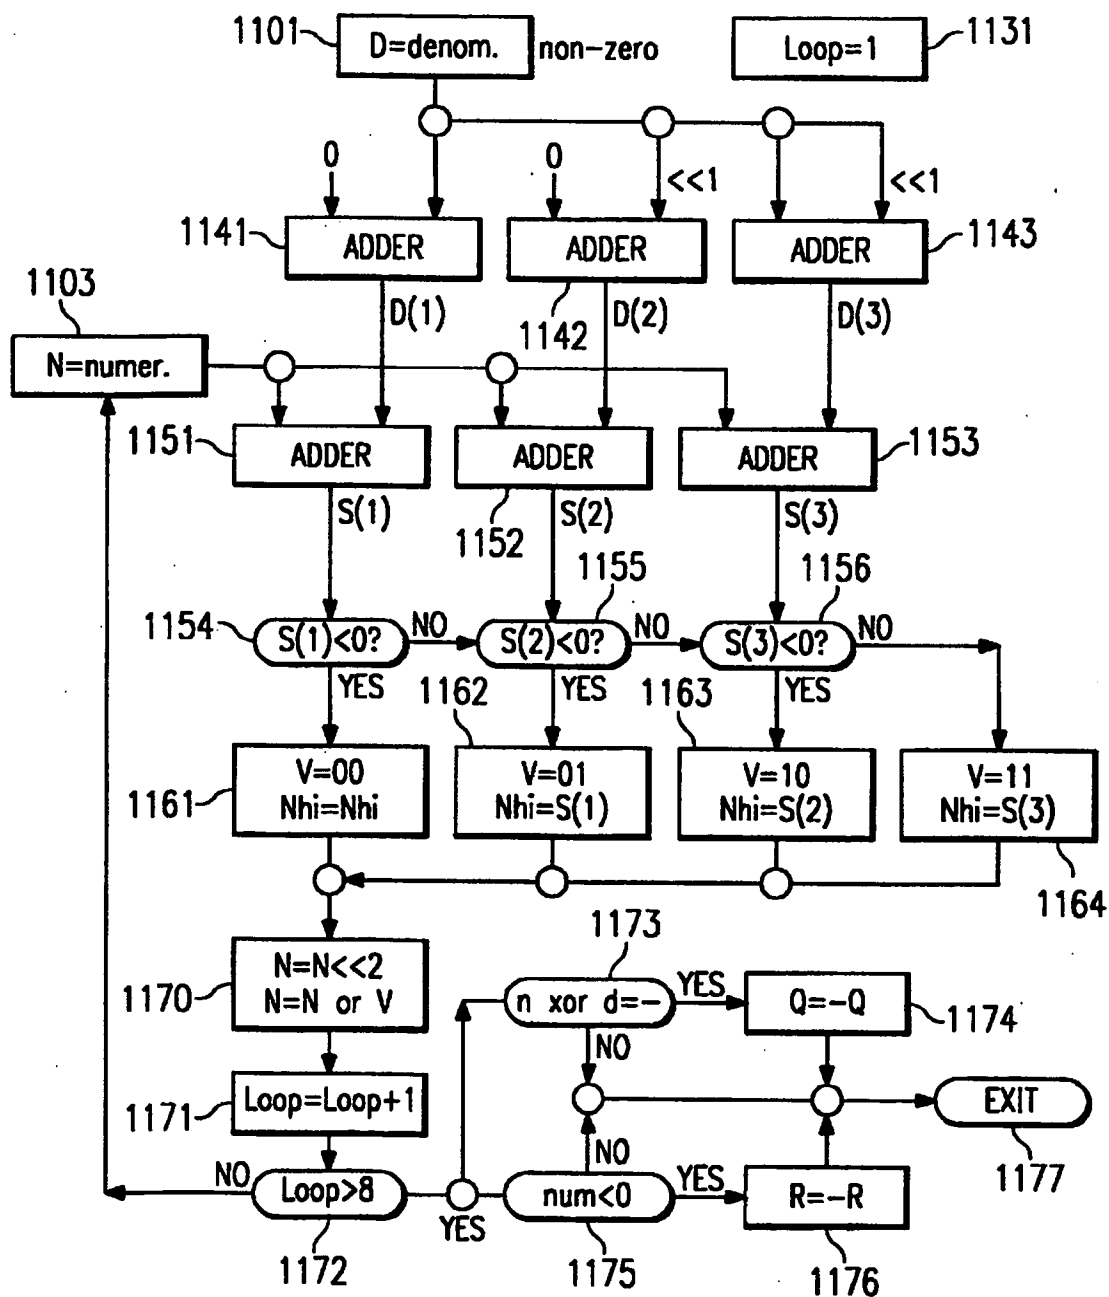 1101
D=denom.
non-zero
Loop=1
1131
0
0
<<1
<<1
1141
ADDER
ADDER
ADDER
1143
1103
D(1)
1142
D(2)
D(3)
N=numer.
1151
ADDER
ADDER
ADDER
1153
S(1)
1152
S(2)
S(3)
1155
1156
1154
S(1)<0?
NO
S(2)<0?
NO
S(3)<0?
NO
YES
1162
YES
1163
YES
1161
V=00
Nhi=Nhi
V=01
Nhi=S(1)
V=10
Nhi=S(2)
V=11
Nhi=S(3)
1164
1173
1170
N=N<<2
N=N or V
n xor d=-
YES
Q=-Q
1174
NO
1171
Loop=Loop+1
EXIT
1177
NO
NO
Loop>8
YES
num<0
YES
R=-R
1172
1175
1176